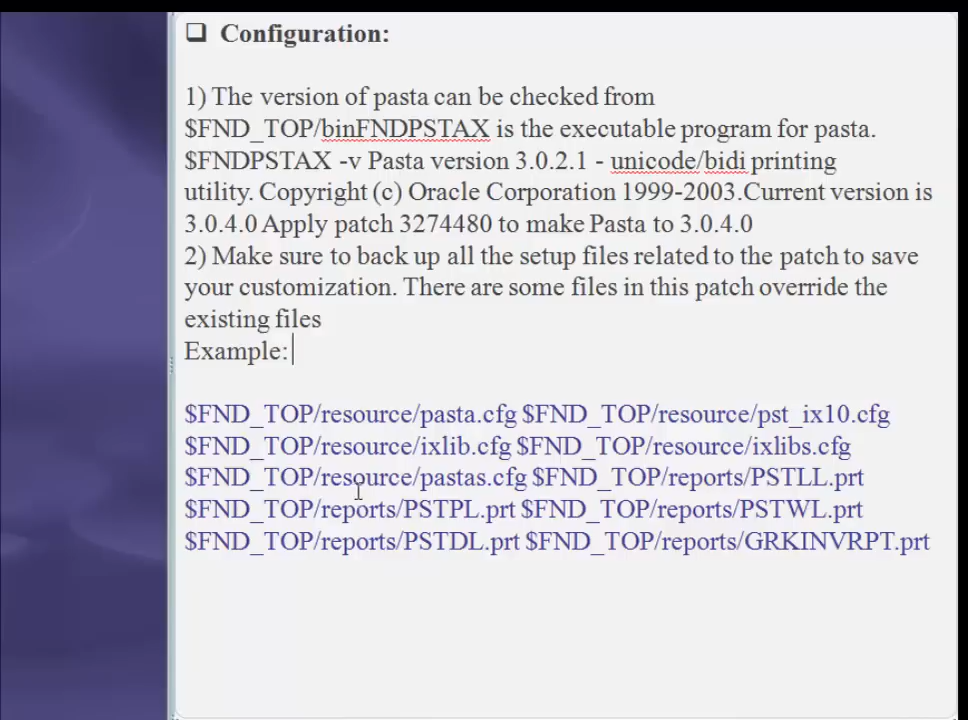 ❑ Configuration:
1) The version of pasta can be checked from
$FND_TOP/binFNDPSTAX is the executable program for pasta.
$FNDPSTAX -v Pasta version 3.0.2.1 - unicode/bidi printing
utility. Copyright (c) Oracle Corporation 1999-2003.Current version is
3.0.4.0 Apply patch 3274480 to make Pasta to 3.0.4.0
2) Make sure to back up all the setup files related to the patch to save
your customization. There are some files in this patch override the
existing files
Example:
$FND_TOP/resource/pasta.cfg $FND_TOP/resource/pst_ix10.cfg
$FND_TOP/resource/ixlib.cfg $FND_TOP/resource/ixlibs.cfg
$FND_TOP/resource/pastas.cfg $FND_TOP/reports/PSTLL.prt
$FND_TOP/reports/PSTPL.prt $FND_TOP/reports/PSTWL.prt
$FND_TOP/reports/PSTDL.prt $FND_TOP/reports/GRKINVRPT.prt